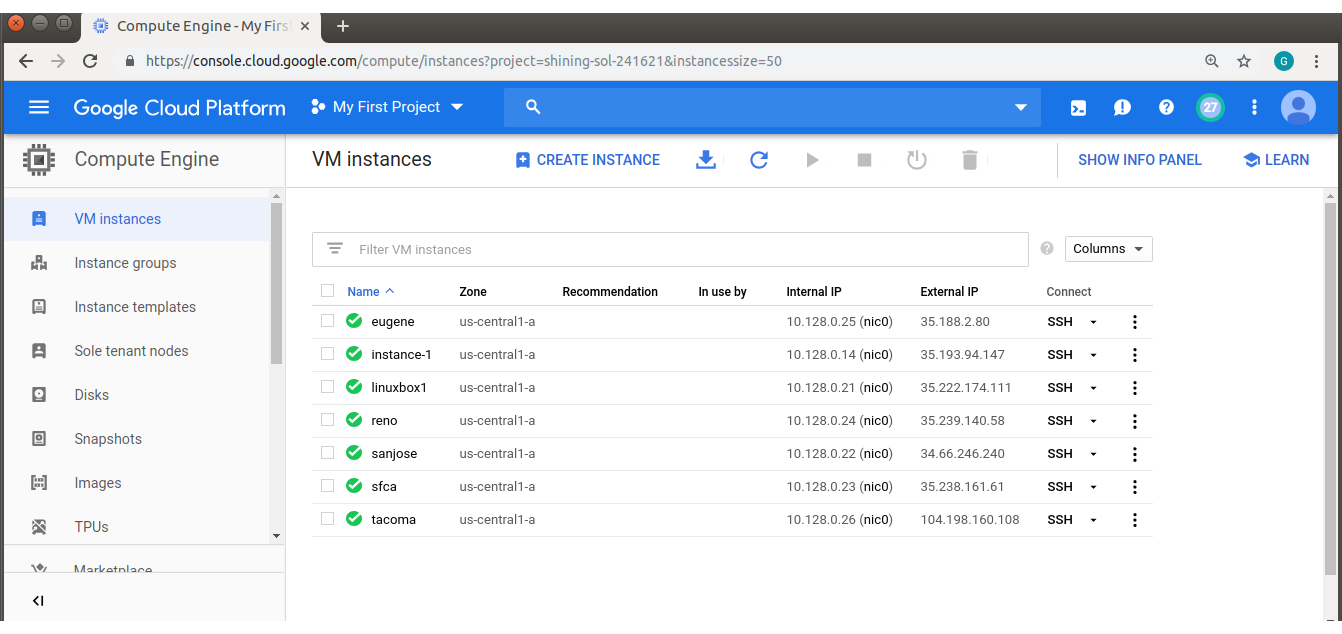 Compute Engine - My First
https://console.cloud.google.com/compute/instances?project=shining-sol-241621&instancessize=50
G
Google Cloud Platform My First Project 27
Compute Engine
VM instances CREATE INSTANCE SHOW INFO PANEL LEARN
VM instances
Instance groups
Instance templates
Sole tenant nodes
Disks
Snapshots
Images
TPUs
Marketplace
Filter VM instances Columns
Name Zone Recommendation In use by Internal IP External IP Connect
eugene us-central1-a 10.128.0.25 (nic0) 35.188.2.80 SSH
instance-1 us-central1-a 10.128.0.14 (nic0) 35.193.94.147 SSH
linuxbox1 us-central1-a 10.128.0.21 (nic0) 35.222.174.111 SSH
reno us-central1-a 10.128.0.24 (nic0) 35.239.140.58 SSH
sanjose us-central1-a 10.128.0.22 (nic0) 34.66.246.240 SSH
sfca us-central1-a 10.128.0.23 (nic0) 35.238.161.61 SSH
tacoma us-central1-a 10.128.0.26 (nic0) 104.198.160.108 SSH